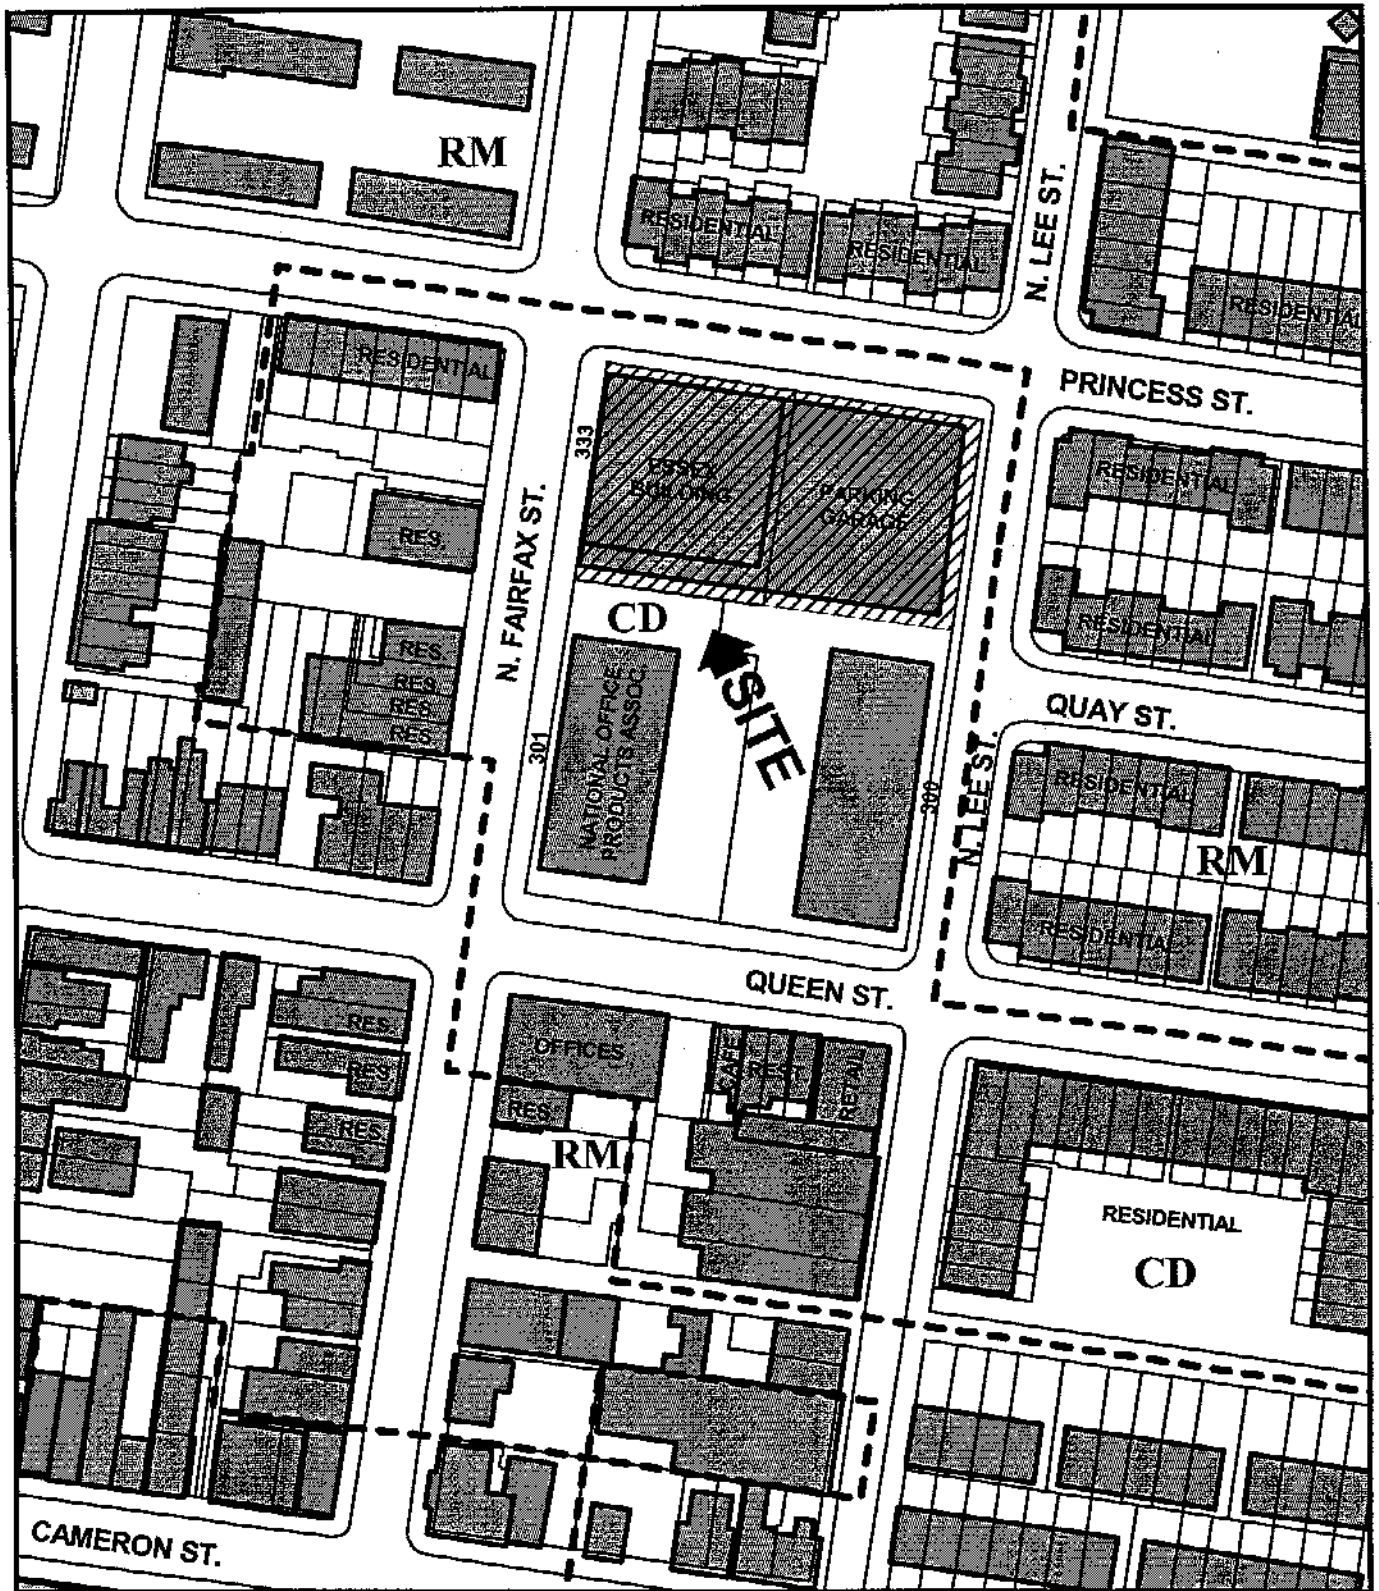 RM
RESIDENTIAL
RESIDENTIAL
N. LEE ST.
RESIDENTIAL
RESIDENTIAL
PRINCESS ST.
333
ESSEX
BUILDING
PARKING
GARAGE
RESIDENTIAL
RES.
N. FAIRFAX ST.
CD
RESIDENTIAL
RES.
RES.
RES.
RES.
SITE
QUAY ST.
301
NATIONAL OFFICE
PRODUCTS ASSOC.
300
N. LEE ST.
RESIDENTIAL
RM
RESIDENTIAL
QUEEN ST.
RES.
OFFICES
CAFE
RETAIL
RES.
RES.
RES.
RM
RESIDENTIAL
CD
CAMERON ST.